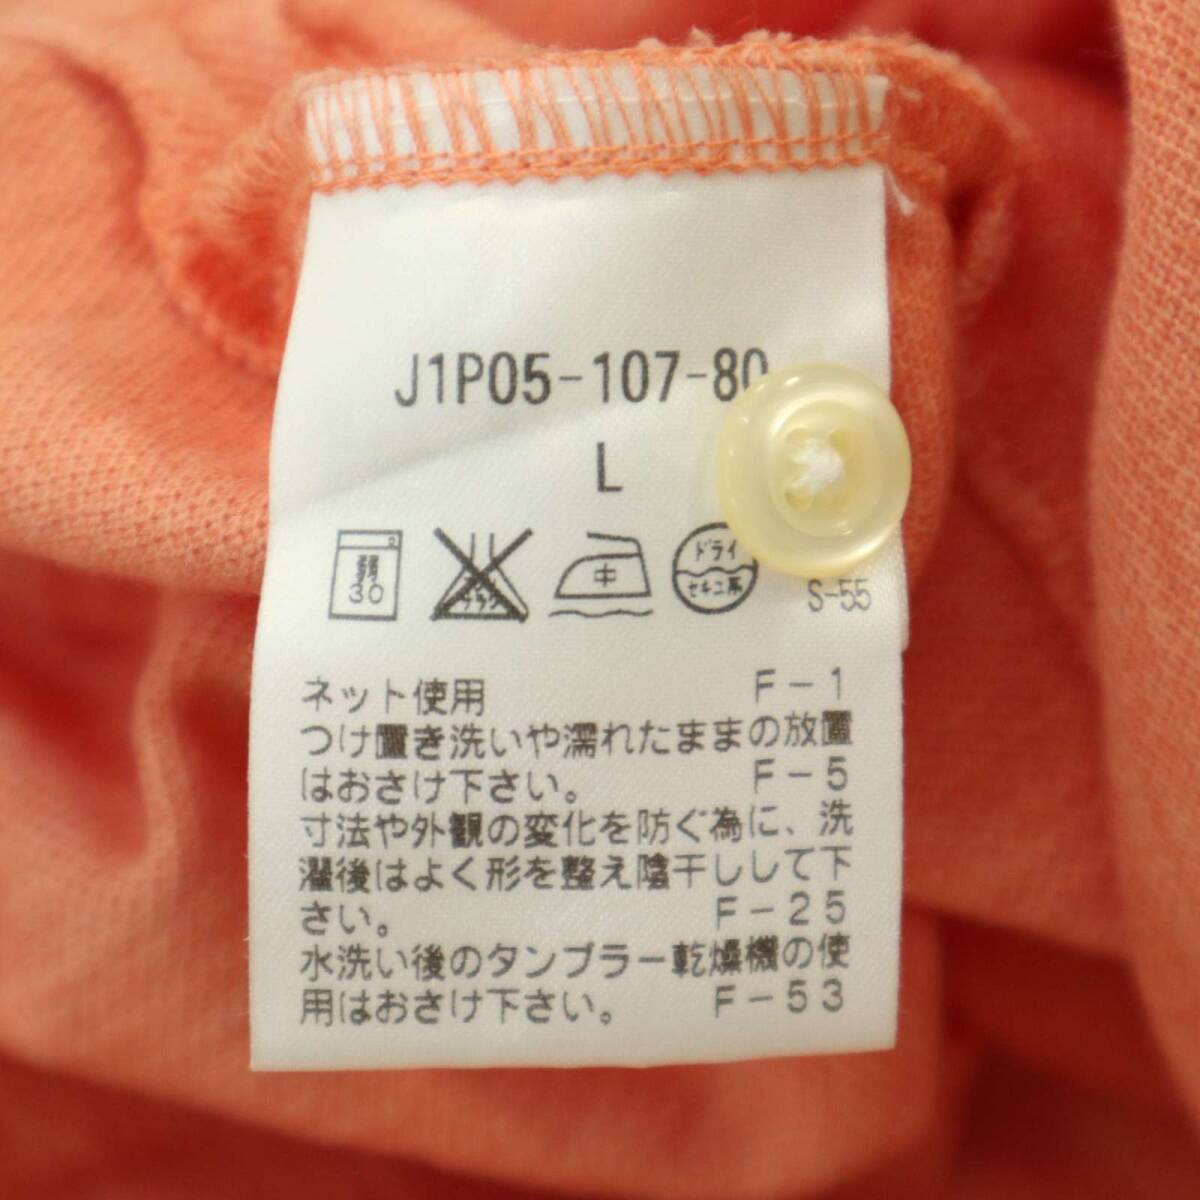 J1P05-107-80
L
弱
30
中
ドライ
セキユ系
S-55
ネット使用 F-1
つけ置き洗いや濡れたままの放置
はおさけ下さい。 F-5
寸法や外観の変化を防ぐ為に、洗
濯後はよく形を整え陰干しして下
さい。 F-25
水洗い後のタンブラー乾燥機の使
用はおさけ下さい。 F-53